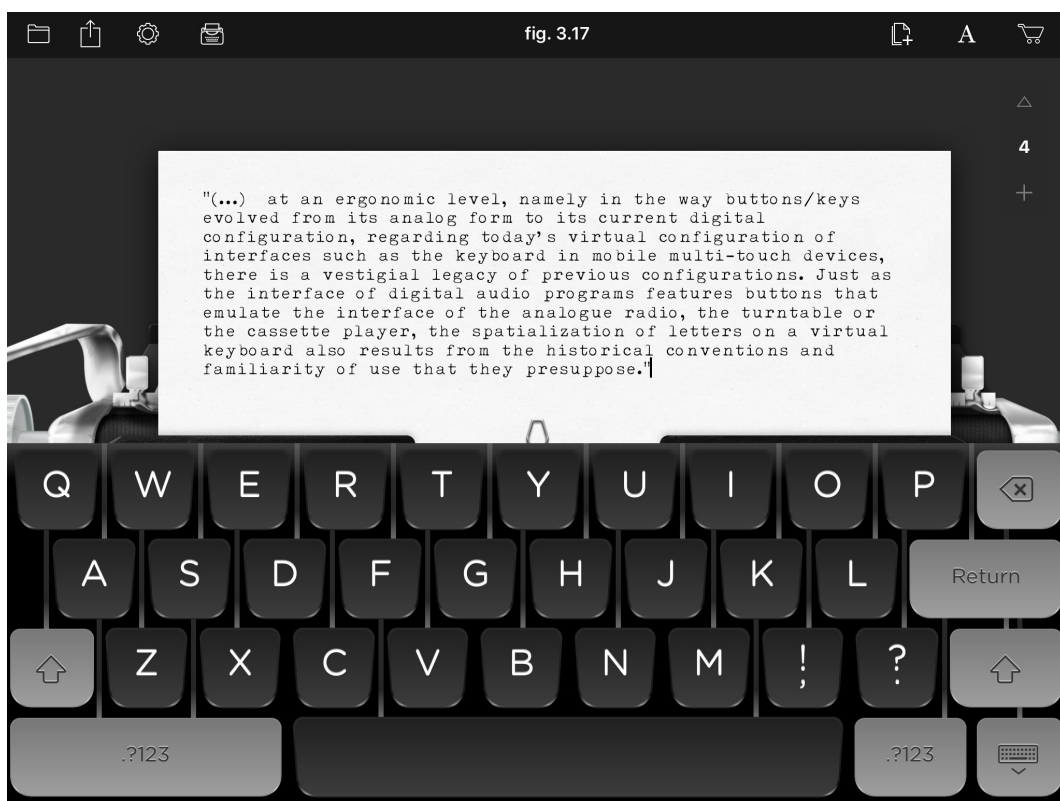 fig. 3.17
A
4
"(...)  at an ergonomic level, namely in the way buttons/keys
evolved from its analog form to its current digital
configuration, regarding today's virtual configuration of
interfaces such as the keyboard in mobile multi-touch devices,
there is a vestigial legacy of previous configurations. Just as
the interface of digital audio programs features buttons that
emulate the interface of the analogue radio, the turntable or
the cassette player, the spatialization of letters on a virtual
keyboard also results from the historical conventions and
familiarity of use that they presuppose."
Q W E R T Y U I O P
A S D F G H J K L Return
Z X C V B N M ! , ? .
.?123 .?123